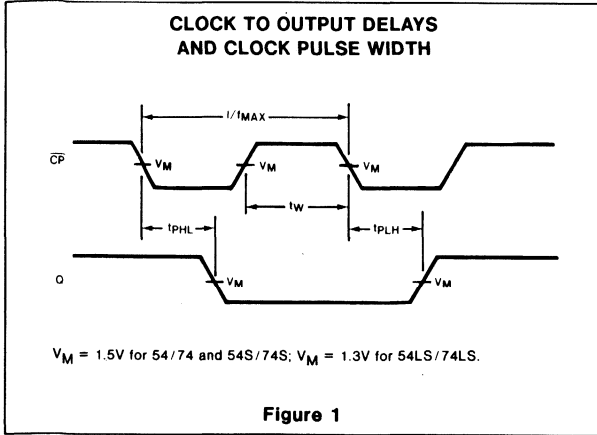 CLOCK TO OUTPUT DELAYS
AND CLOCK PULSE WIDTH
1/fMAX
CP
VM
VM
VM
tW
tPHL
tPLH
Q
VM
VM
VM = 1.5V for 54/74 and 54S/74S; VM = 1.3V for 54LS/74LS.
Figure 1